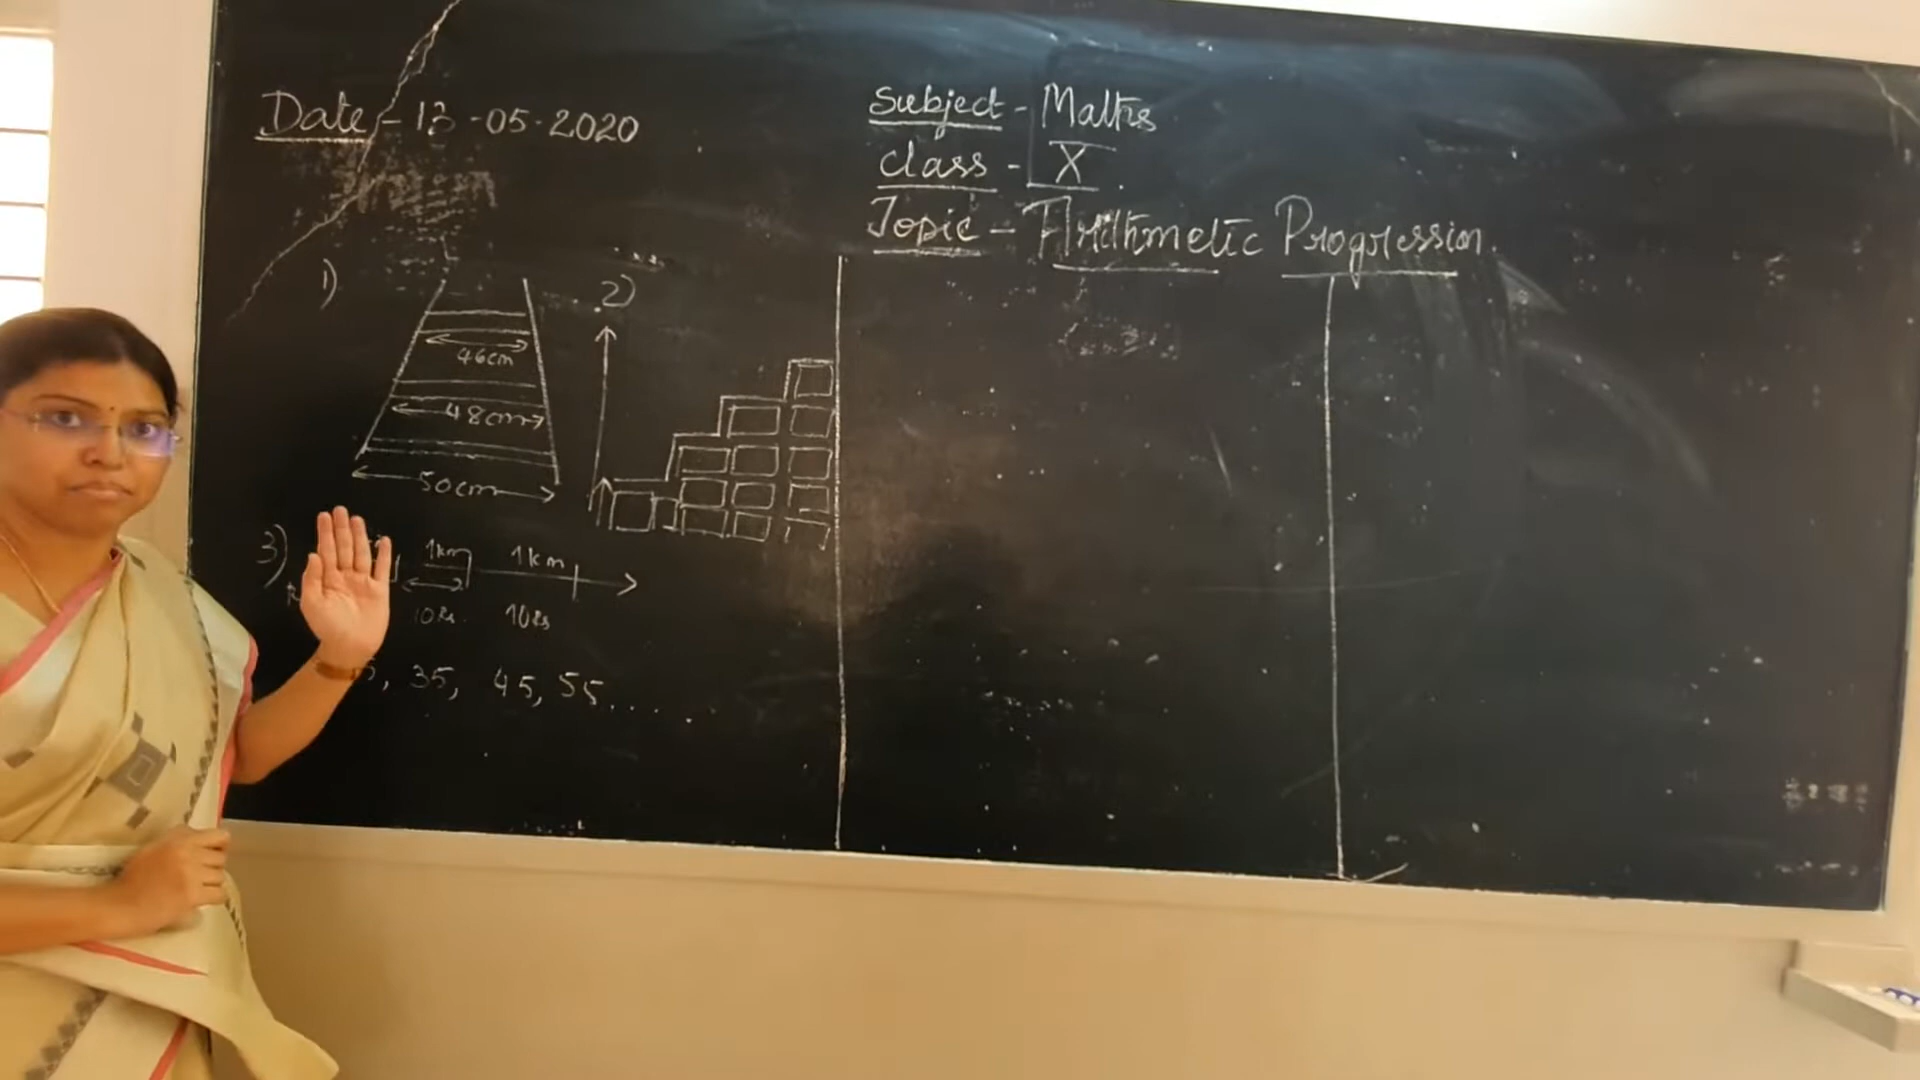 Date - 13-05-2020
Subject - Maths
Class - X
Topic - Arithmetic Progression.
1)
46cm
48cm
50cm
2)
3)
1km 1km
10Rs. 10Rs
35, 45, 55....